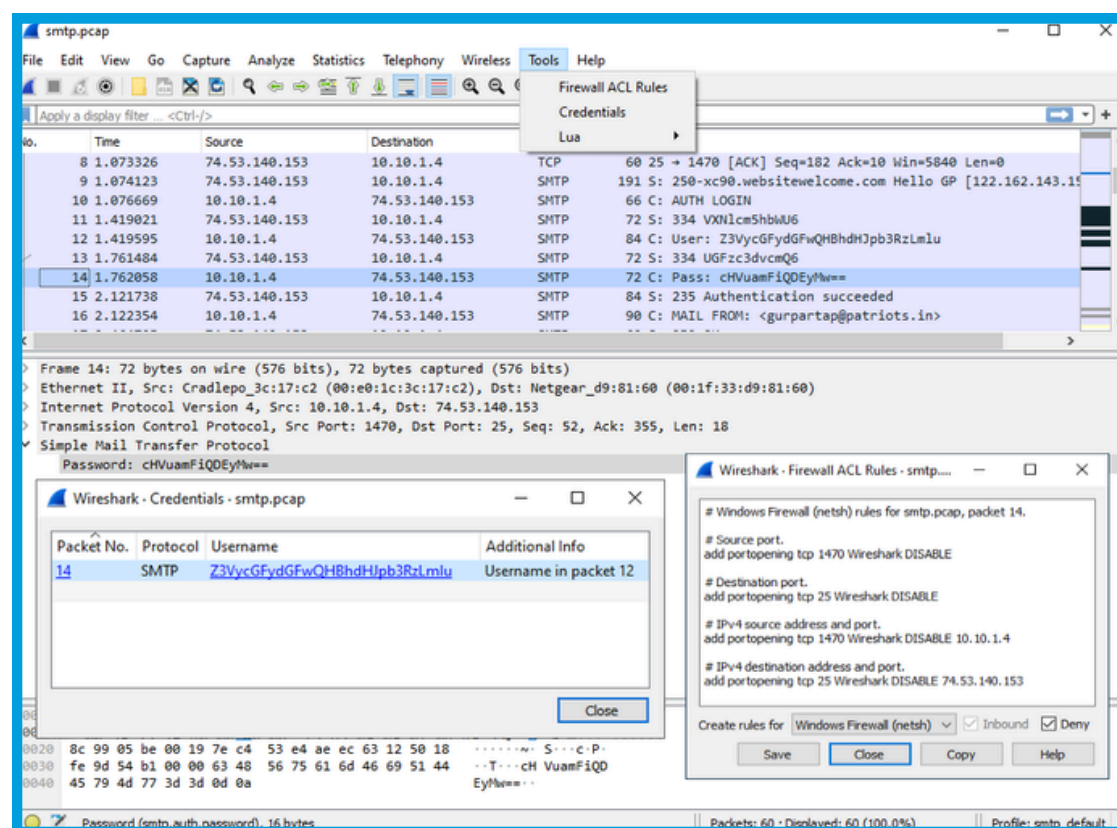 smtp.pcap
File Edit View Go Capture Analyze Statistics Telephony Wireless Tools Help
Firewall ACL Rules
Credentials
Lua
Apply a display filter ... <Ctrl-/>
No. Time Source Destination
8 1.073326 74.53.140.153 10.10.1.4 TCP 60 25 → 1470 [ACK] Seq=182 Ack=10 Win=5840 Len=0
9 1.074123 74.53.140.153 10.10.1.4 SMTP 191 S: 250-xc90.websitewelcome.com Hello GP [122.162.143.15
10 1.076669 10.10.1.4 74.53.140.153 SMTP 66 C: AUTH LOGIN
11 1.419021 74.53.140.153 10.10.1.4 SMTP 72 S: 334 VXNlcm5hbWU6
12 1.419595 10.10.1.4 74.53.140.153 SMTP 84 C: User: Z3VycGFydGFwQHBhdHJpb3RzLmlu
13 1.761484 74.53.140.153 10.10.1.4 SMTP 72 S: 334 UGFzc3dvcmQ6
14 1.762058 10.10.1.4 74.53.140.153 SMTP 72 C: Pass: cHVuamFiQDEyMw==
15 2.121738 74.53.140.153 10.10.1.4 SMTP 84 S: 235 Authentication succeeded
16 2.122354 10.10.1.4 74.53.140.153 SMTP 90 C: MAIL FROM: <gurpartap@patriots.in>
Frame 14: 72 bytes on wire (576 bits), 72 bytes captured (576 bits)
Ethernet II, Src: Cradlepo_3c:17:c2 (00:e0:1c:3c:17:c2), Dst: Netgear_d9:81:60 (00:1f:33:d9:81:60)
Internet Protocol Version 4, Src: 10.10.1.4, Dst: 74.53.140.153
Transmission Control Protocol, Src Port: 1470, Dst Port: 25, Seq: 52, Ack: 355, Len: 18
Simple Mail Transfer Protocol
Password: cHVuamFiQDEyMw==
Wireshark · Credentials · smtp.pcap
Packet No. Protocol Username Additional Info
14 SMTP Z3VycGFydGFwQHBhdHJpb3RzLmlu Username in packet 12
Close
Wireshark · Firewall ACL Rules · smtp....
# Windows Firewall (netsh) rules for smtp.pcap, packet 14.
# Source port.
add portopening tcp 1470 Wireshark DISABLE
# Destination port.
add portopening tcp 25 Wireshark DISABLE
# IPv4 source address and port.
add portopening tcp 1470 Wireshark DISABLE 10.10.1.4
# IPv4 destination address and port.
add portopening tcp 25 Wireshark DISABLE 74.53.140.153
Create rules for Windows Firewall (netsh) Inbound Deny
Save Close Copy Help
0020 8c 99 05 be 00 19 7e c4 53 e4 ae ec 63 12 50 18 ······~· S···c·P·
0030 fe 9d 54 b1 00 00 63 48 56 75 61 6d 46 69 51 44 ··T···cH VuamFiQD
0040 45 79 4d 77 3d 3d 0d 0a EyMw==··
Password (smtp.auth.password), 16 bytes
Packets: 60 · Displayed: 60 (100.0%)
Profile: smtp_default